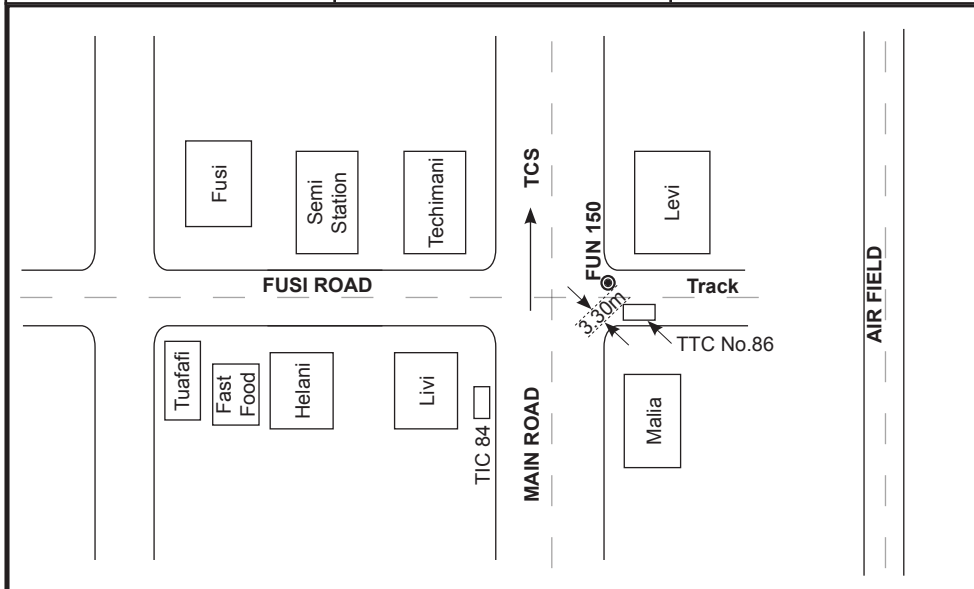 Fusi
Semi
Station
Techimani
TCS
FUN 150
Levi
FUSI ROAD
Track
3.30m
TTC No.86
AIR FIELD
Tuafafi
Fast
Food
Helani
Livi
TIC 84
MAIN ROAD
Malia